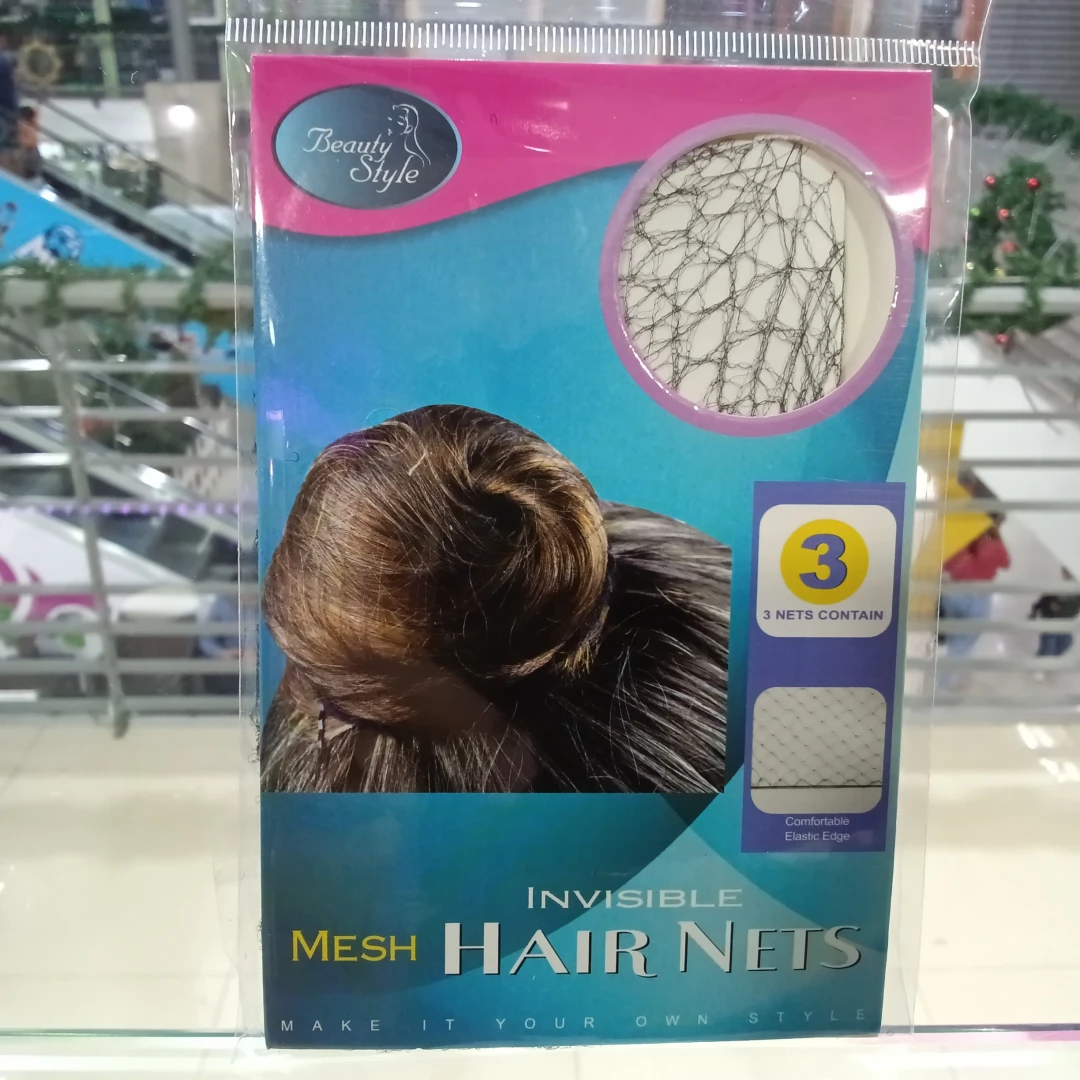 Beauty
Style
3
3 NETS CONTAIN
Comfortable
Elastic Edge
INVISIBLE
MESH HAIR NETS
MAKE IT YOUR OWN STYLE